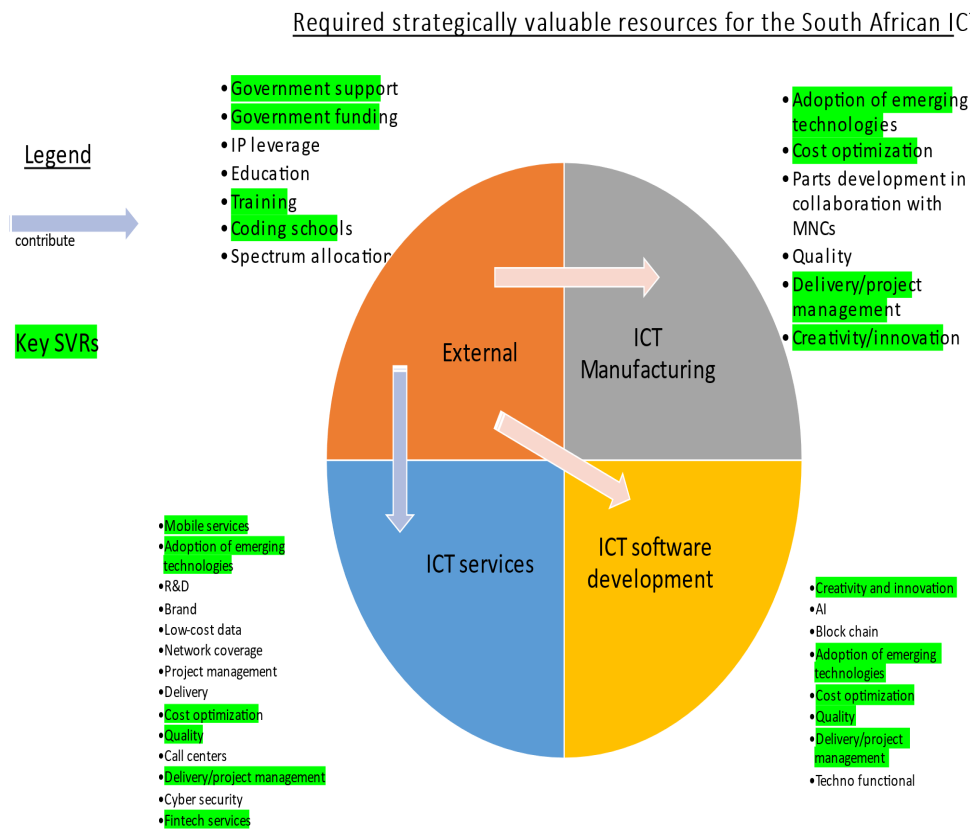 Required strategically valuable resources for the South African IC
• Government support
• Government funding
• IP leverage
• Education
• Training
• Coding schools
• Spectrum allocation
• Adoption of emerging
technologies
• Cost optimization
• Parts development in
collaboration with
MNCs
• Quality
• Delivery/project
management
• Creativity/innovation
Legend
contribute
Key SVRs
External
ICT
Manufacturing
ICT services
ICT software
development
• Mobile services
• Adoption of emerging
technologies
• R&D
• Brand
• Low-cost data
• Network coverage
• Project management
• Delivery
• Cost optimization
• Quality
• Call centers
• Delivery/project management
• Cyber security
• Fintech services
• Creativity and innovation
• AI
• Block chain
• Adoption of emerging
technologies
• Cost optimization
• Quality
• Delivery/project
management
• Techno functional